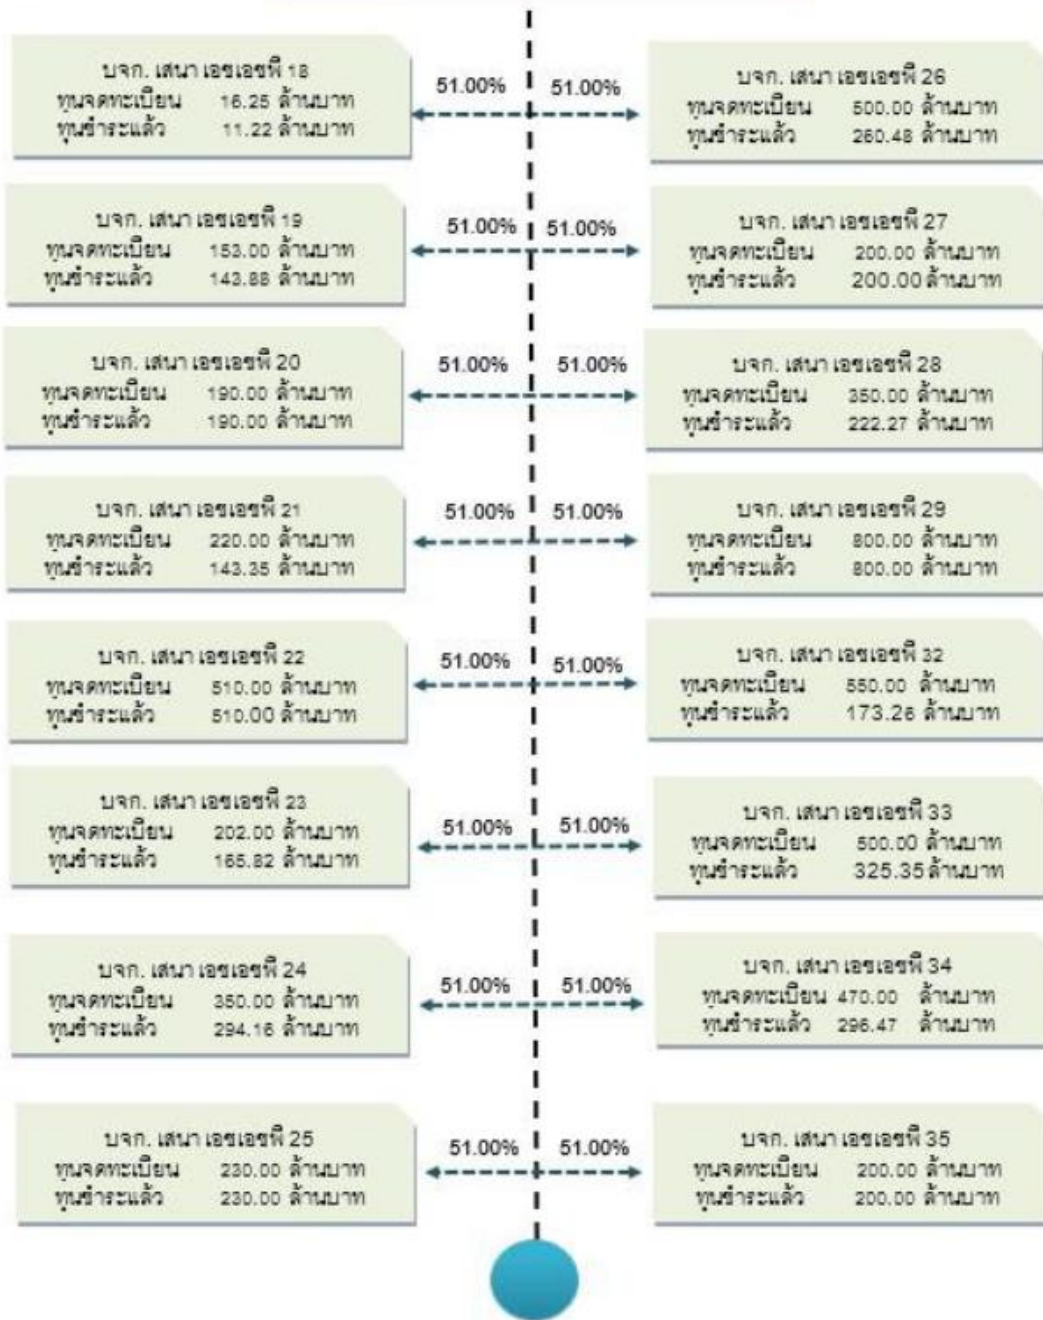 บจก. เสนา เอชเอชพี 18
ทุนจดทะเบียน 16.25 ล้านบาท
ทุนชำระแล้ว 11.22 ล้านบาท
51.00% 51.00%
บจก. เสนา เอชเอชพี 26
ทุนจดทะเบียน 500.00 ล้านบาท
ทุนชำระแล้ว 260.48 ล้านบาท
บจก. เสนา เอชเอชพี 19
ทุนจดทะเบียน 153.00 ล้านบาท
ทุนชำระแล้ว 143.88 ล้านบาท
51.00% 51.00%
บจก. เสนา เอชเอชพี 27
ทุนจดทะเบียน 200.00 ล้านบาท
ทุนชำระแล้ว 200.00 ล้านบาท
บจก. เสนา เอชเอชพี 20
ทุนจดทะเบียน 190.00 ล้านบาท
ทุนชำระแล้ว 190.00 ล้านบาท
51.00% 51.00%
บจก. เสนา เอชเอชพี 28
ทุนจดทะเบียน 350.00 ล้านบาท
ทุนชำระแล้ว 222.27 ล้านบาท
บจก. เสนา เอชเอชพี 21
ทุนจดทะเบียน 220.00 ล้านบาท
ทุนชำระแล้ว 143.35 ล้านบาท
51.00% 51.00%
บจก. เสนา เอชเอชพี 29
ทุนจดทะเบียน 800.00 ล้านบาท
ทุนชำระแล้ว 800.00 ล้านบาท
บจก. เสนา เอชเอชพี 22
ทุนจดทะเบียน 510.00 ล้านบาท
ทุนชำระแล้ว 510.00 ล้านบาท
51.00% 51.00%
บจก. เสนา เอชเอชพี 32
ทุนจดทะเบียน 550.00 ล้านบาท
ทุนชำระแล้ว 173.26 ล้านบาท
บจก. เสนา เอชเอชพี 23
ทุนจดทะเบียน 202.00 ล้านบาท
ทุนชำระแล้ว 165.82 ล้านบาท
51.00% 51.00%
บจก. เสนา เอชเอชพี 33
ทุนจดทะเบียน 500.00 ล้านบาท
ทุนชำระแล้ว 325.35 ล้านบาท
บจก. เสนา เอชเอชพี 24
ทุนจดทะเบียน 350.00 ล้านบาท
ทุนชำระแล้ว 294.16 ล้านบาท
51.00% 51.00%
บจก. เสนา เอชเอชพี 34
ทุนจดทะเบียน 470.00 ล้านบาท
ทุนชำระแล้ว 296.47 ล้านบาท
บจก. เสนา เอชเอชพี 25
ทุนจดทะเบียน 230.00 ล้านบาท
ทุนชำระแล้ว 230.00 ล้านบาท
51.00% 51.00%
บจก. เสนา เอชเอชพี 35
ทุนจดทะเบียน 200.00 ล้านบาท
ทุนชำระแล้ว 200.00 ล้านบาท